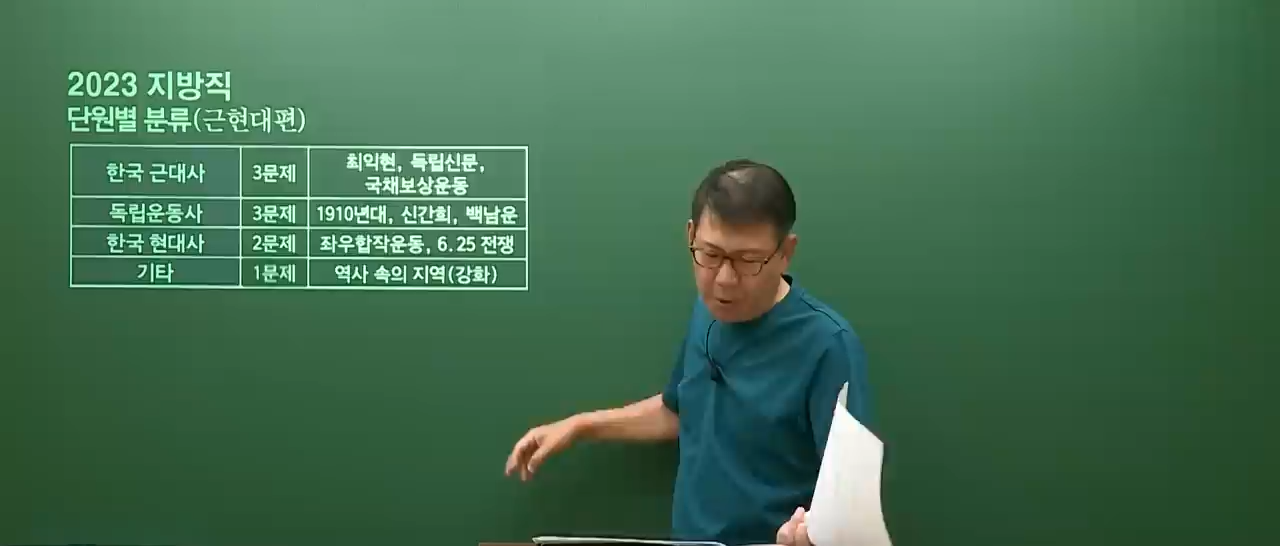 2023 지방직
단원별 분류(근현대편)
한국 근대사 3문제 최익현, 독립신문,
국채보상운동
독립운동사 3문제 1910년대, 신간회, 백남운
한국 현대사 2문제 좌우합작운동, 6.25 전쟁
기타 1문제 역사 속의 지역(강화)